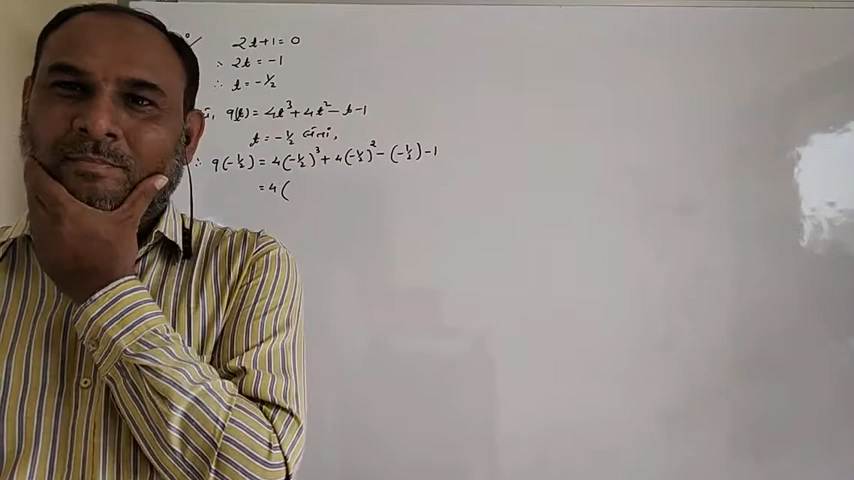 2t+1=0
∴ 2t = -1
∴ t = -1/2
, q(t) = 4t³ + 4t² - t - 1
t = -1/2 લેતાં,
∴ q(-1/2) = 4(-1/2)³ + 4(-1/2)² - (-1/2) - 1
= 4(